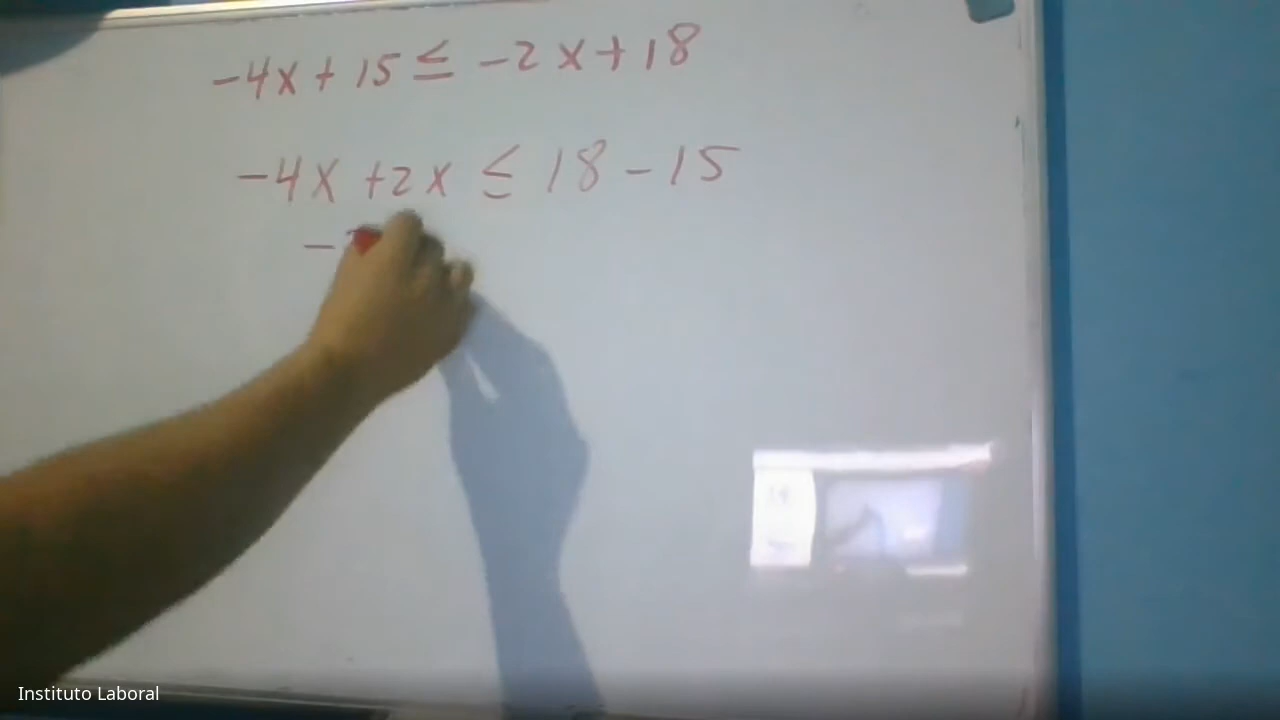 -4x + 15 ≤ -2x + 18
-4x + 2x ≤ 18 - 15
-
Instituto Laboral